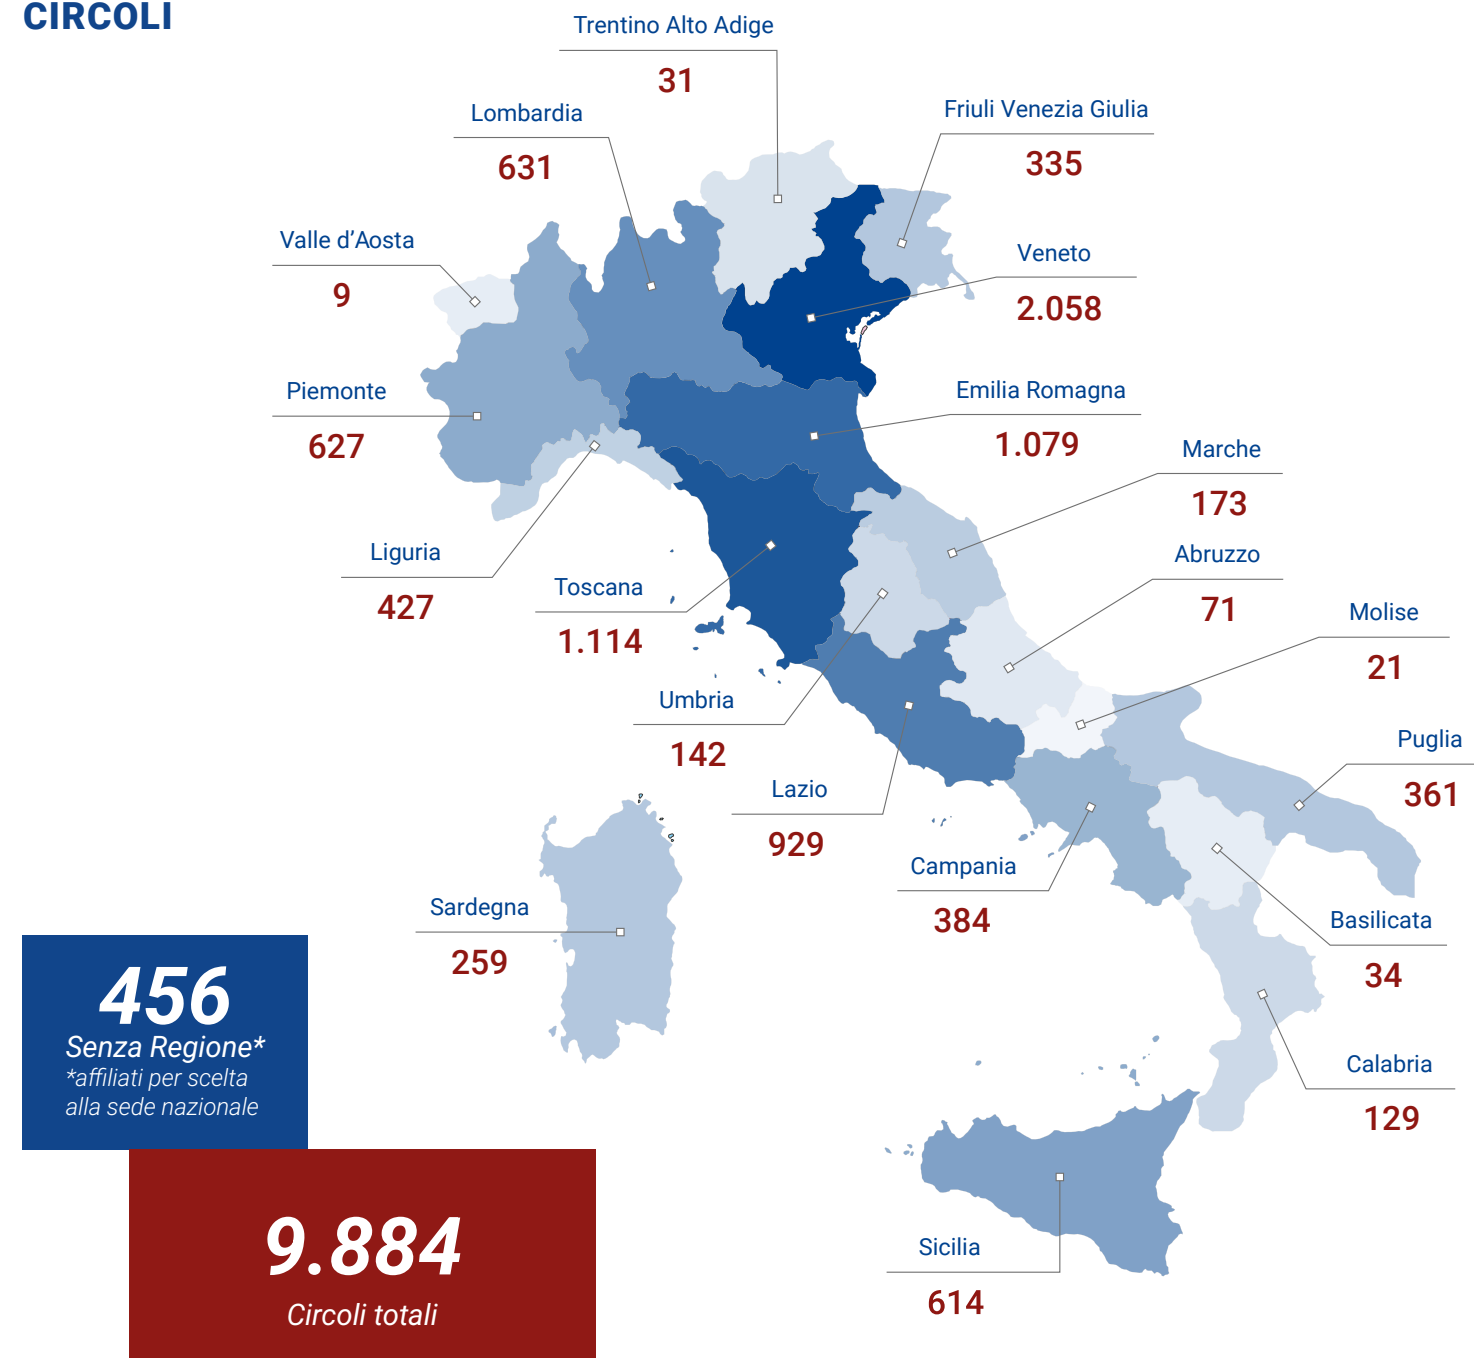 CIRCOLI
Trentino Alto Adige
31
Lombardia
631
Friuli Venezia Giulia
335
Valle d’Aosta
9
Veneto
2.058
Piemonte
627
Emilia Romagna
1.079
Marche
173
Liguria
427
Toscana
1.114
Abruzzo
71
Molise
21
Umbria
142
Puglia
361
Lazio
929
Campania
384
Sardegna
259
Basilicata
34
Calabria
129
Sicilia
614
456
Senza Regione*
*affiliati per scelta
alla sede nazionale
9.884
Circoli totali